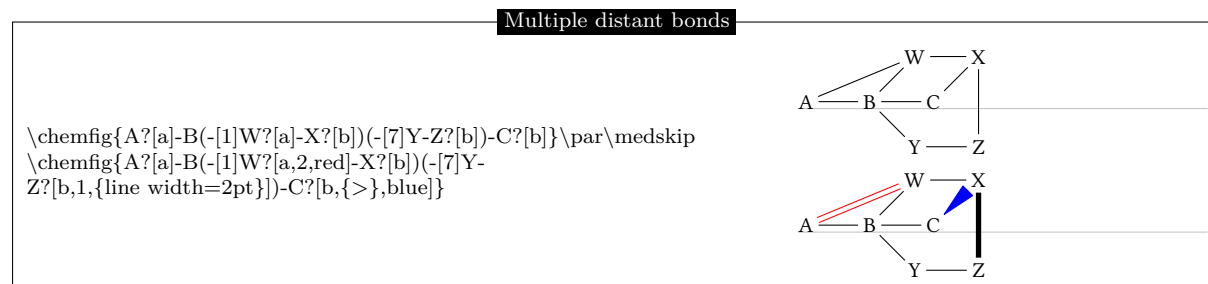 Multiple distant bonds
\chemfig{A?[a]-B(-[1]W?[a]-X?[b])(-[7]Y-Z?[b])-C?[b]}\par\medskip
\chemfig{A?[a]-B(-[1]W?[a,2,red]-X?[b])(-[7]Y-
Z?[b,1,{line width=2pt}])-C?[b,{>},blue]}
W X
A B C
Y Z
W X
A B C
Y Z